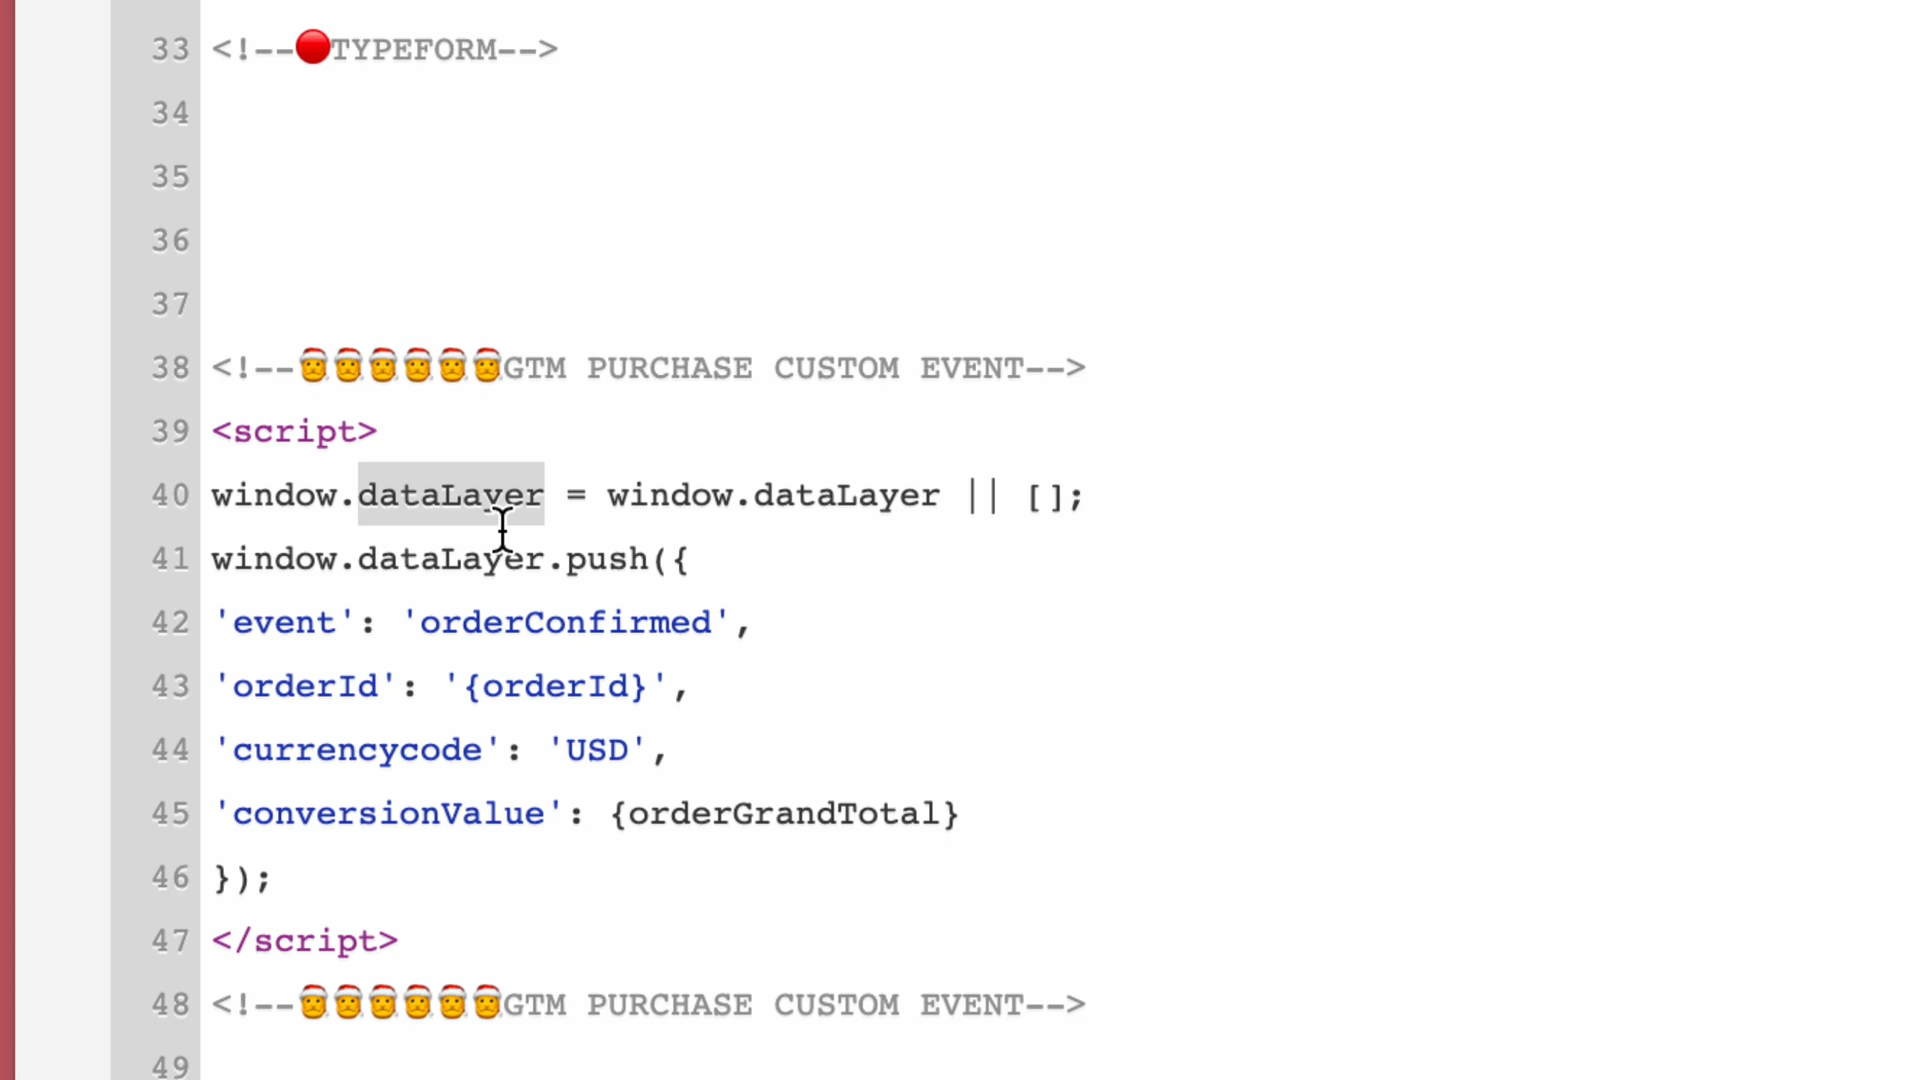 33 <!--🔴TYPEFORM-->
34
35
36
37
38 <!--🎅🎅🎅🎅🎅🎅GTM PURCHASE CUSTOM EVENT-->
39 <script>
40 window.dataLayer = window.dataLayer || [];
41 window.dataLayer.push({
42 'event': 'orderConfirmed',
43 'orderId': '{orderId}',
44 'currencycode': 'USD',
45 'conversionValue': {orderGrandTotal}
46 });
47 </script>
48 <!--🎅🎅🎅🎅🎅🎅GTM PURCHASE CUSTOM EVENT-->
49